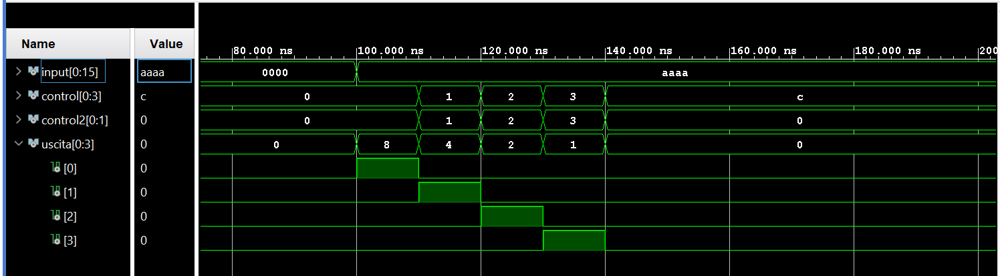 Name Value
80.000 ns 100.000 ns 120.000 ns 140.000 ns 160.000 ns 180.000 ns 200
input[0:15] aaaa 0000 aaaa
control[0:3] c 0 1 2 3 c
control2[0:1] 0 0 1 2 3 0
uscita[0:3] 0 0 8 4 2 1 0
[0] 0
[1] 0
[2] 0
[3] 0